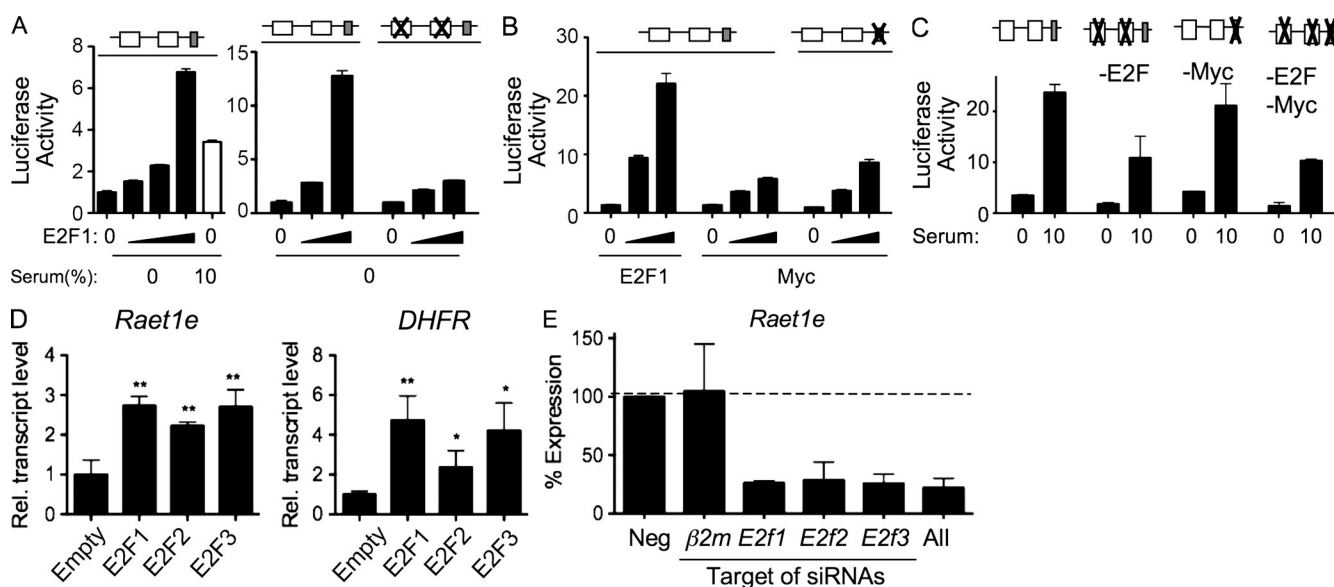 A
Luciferase Activity
8
6
4
2
0
15
10
5
0
E2F1: 0 0 0 0
Serum(%): 0 10 0
B
Luciferase Activity
30
20
10
0
0 0 0
E2F1 Myc
C
-E2F -Myc -E2F
-Myc
Luciferase Activity
20
10
0
Serum: 0 10 0 10 0 10 0 10
D
Raet1e
Rel. transcript level
4
3
2
1
0
** ** **
Empty E2F1 E2F2 E2F3
DHFR
Rel. transcript level
8
6
4
2
0
** * *
Empty E2F1 E2F2 E2F3
E
Raet1e
% Expression
150
100
50
0
Neg β2m E2f1 E2f2 E2f3 All
Target of siRNAs